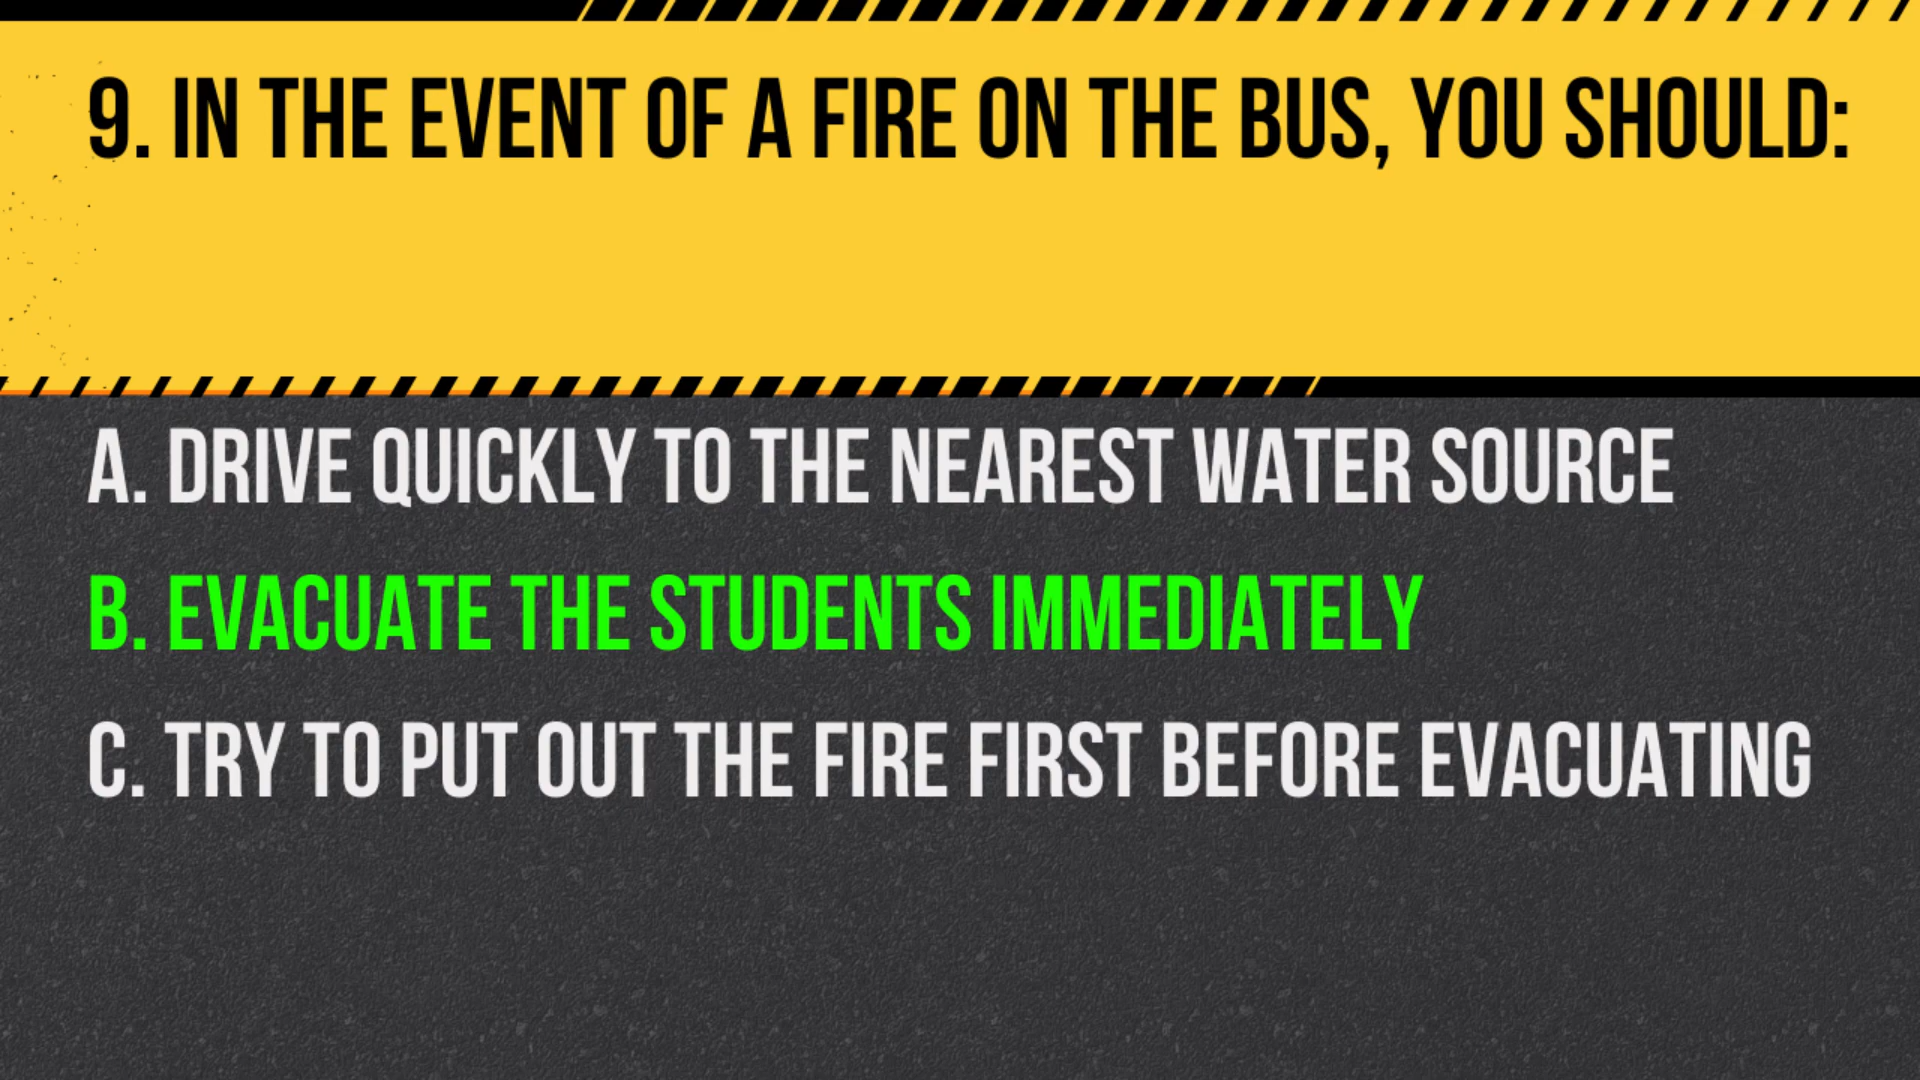 9. IN THE EVENT OF A FIRE ON THE BUS, YOU SHOULD:
A. DRIVE QUICKLY TO THE NEAREST WATER SOURCE
B. EVACUATE THE STUDENTS IMMEDIATELY
C. TRY TO PUT OUT THE FIRE FIRST BEFORE EVACUATING